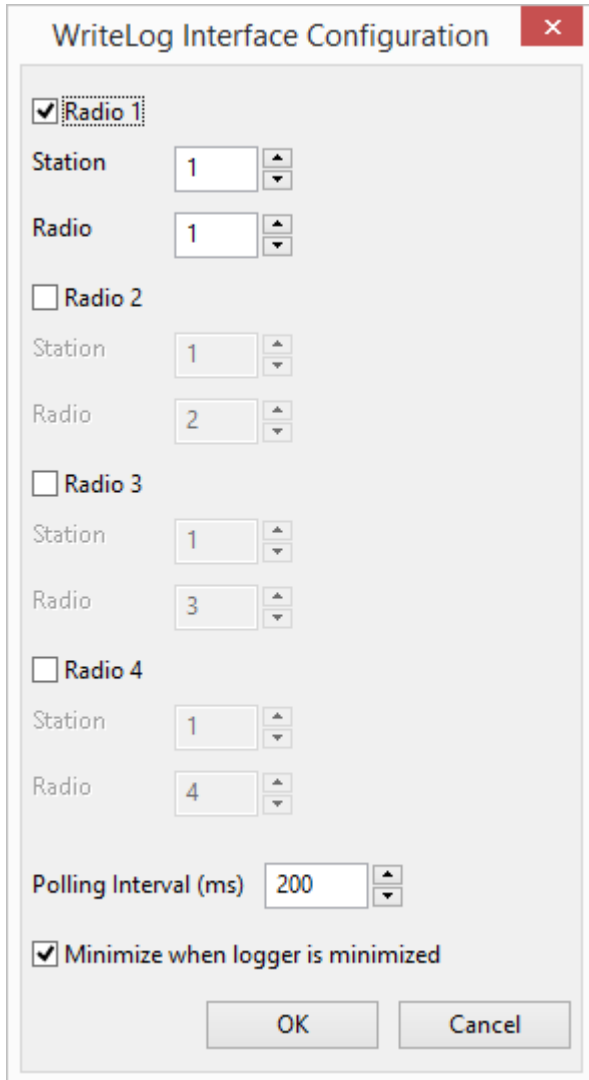 WriteLog Interface Configuration
Radio 1
Station 1
Radio 1
Radio 2
Station 1
Radio 2
Radio 3
Station 1
Radio 3
Radio 4
Station 1
Radio 4
Polling Interval (ms) 200
Minimize when logger is minimized
OK Cancel